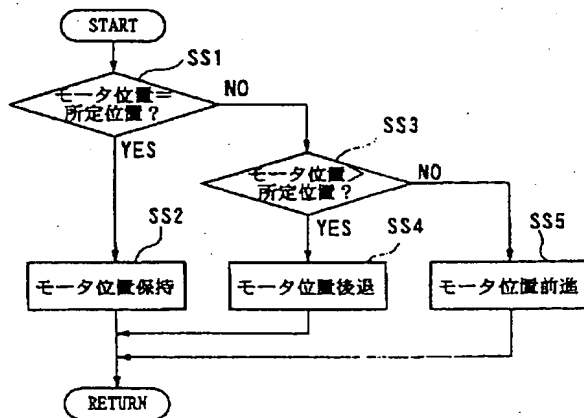 START
SS1
モータ位置＝
所定位置？
NO
YES
SS3
モータ位置＞
所定位置？
NO
YES
SS2
SS4
SS5
モータ位置保持
モータ位置後退
モータ位置前進
RETURN